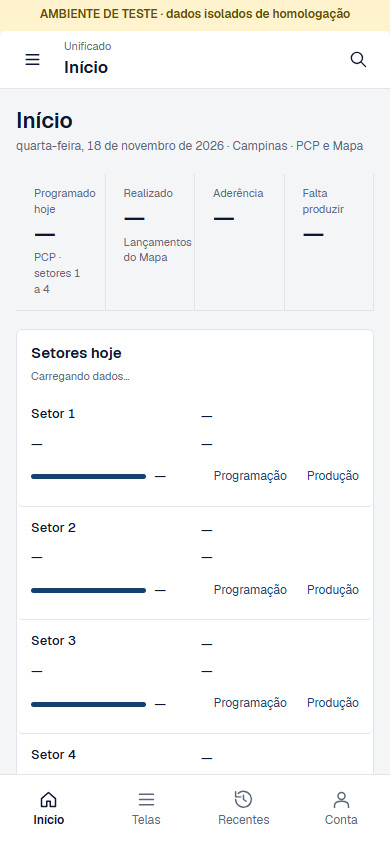 AMBIENTE DE TESTE · dados isolados de homologação
Unificado
Início
Início
quarta-feira, 18 de novembro de 2026 · Campinas · PCP e Mapa
Programado
hoje
—
PCP ·
setores 1
a 4
Realizado
—
Lançamentos
do Mapa
Aderência
—
Falta
produzir
—
Setores hoje
Carregando dados…
Setor 1 —
— —
— Programação Produção
Setor 2 —
— —
— Programação Produção
Setor 3 —
— —
— Programação Produção
Setor 4 —
Início Telas Recentes Conta